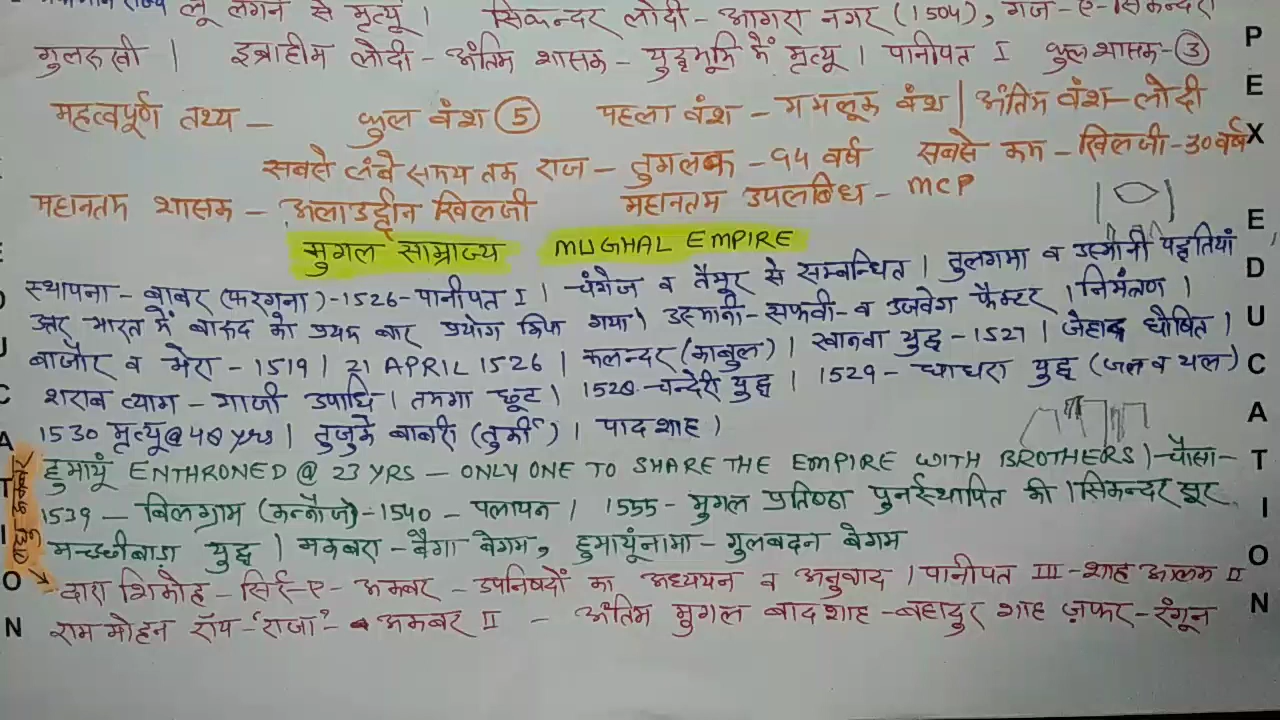 राज्य लू लगने से मृत्यू। सिकन्दर लोदी - आगरा नगर (1504), गज-ए-सिकन्दरी
गुलरुखी | इब्राहीम लोदी - अंतिम शासक - युद्धभूमि में मृत्यू। पानीपत I कुल शासक - ③
महत्वपूर्ण तथ्य — कुल वंश ⑤ पहला वंश - ममलूक वंश | अंतिम वंश - लोदी
सबसे लंबे समय तक राज - तुगलक - 94 वर्ष सबसे कम - खिलजी - 30 वर्ष
महानतम शासक - अलाउद्दीन खिलजी महानतम उपलबिध - MCP
मुगल साम्राज्य MUGHAL EMPIRE
स्थापना - बाबर (फरगना) - 1526 - पानीपत I | चंगेज व तैमूर से सम्बन्धित | तुलगमा व उस्मानी पद्दतियां
उत्तर भारत में बारूद का प्रथम बार प्रयोग किया गया | उस्मानी - सफवी - व उजबेग फैक्टर | निमंत्रण |
बाजौर व भेरा - 1519 | 21 APRIL 1526 | कलन्दर (काबुल) | खानवा युद्ध - 1527 | जेहाद घोषित |
शराब त्याग - गाजी उपाधि | तमगा छूट | 1528 - चन्देरी युद्ध | 1529 - घाघरा युद्ध (जल व थल)
1530 मृत्यू @ 48 yrs | तुजुके बाबरी (तुर्की) | पादशाह |
हुमायूं ENTHRONED @ 23 YRS — ONLY ONE TO SHARE THE EMPIRE WITH BROTHERS | - चौसा -
1539 — बिलग्राम (कन्नौज) - 1540 - पलायन | 1555 - मुगल प्रतिष्ठा पुनर्स्थापित की | सिकन्दर सूर
मच्छीबाड़ा युद्ध | मकबरा - बेगा बेगम, हुमायूंनामा - गुलबदन बेगम
दारा शिकोह - सिर्र-ए-अकबर - उपनिषदों का अध्ययन व अनुवाद | पानीपत III - शाह आलम II
राम मोहन रॉय - 'राजा' - अकबर II - अंतिम मुगल बादशाह - बहादुर शाह ज़फर - रंगून
PEX EDUCATION